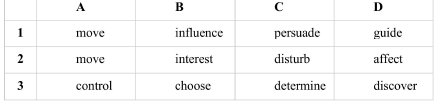 A B C D
1 move influence persuade guide
2 move interest disturb affect
3 control choose determine discover